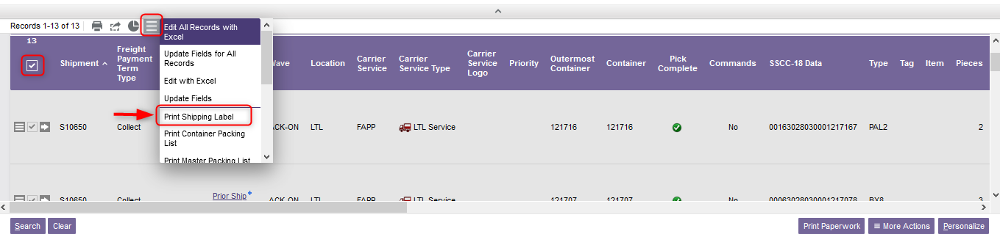 Records 1-13 of 13
Edit All Records with
Excel
Update Fields for All
Records
Edit with Excel
Update Fields
Print Shipping Label
Print Container Packing
List
Print Master Packing List
13
Shipment
Freight
Payment
Term
Type
Wave
Location
Carrier
Service
Carrier
Service Type
Carrier
Service
Logo
Priority
Outermost
Container
Container
Pick
Complete
Commands
SSCC-18 Data
Type
Tag
Item
Pieces
S10650
Collect
ACK-ON
LTL
FAPP
LTL Service
121716
121716
No
00163028030001217167
PAL2
2
S10650
Collect
Prior Ship
ACK-ON
LTL
FAPP
LTL Service
121707
121707
No
00063028030001217078
BX8
3
Search
Clear
Print Paperwork
More Actions
Personalize